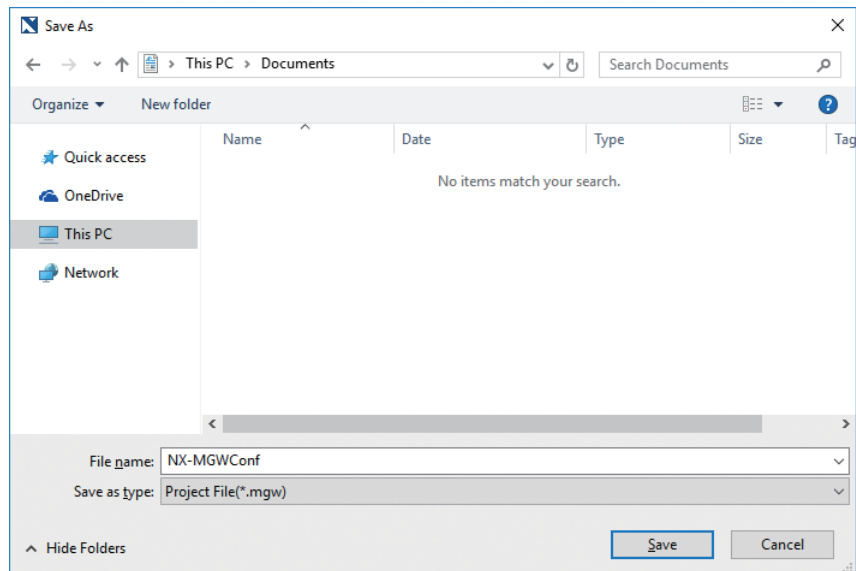 Save As
This PC > Documents
Search Documents
Organize
New folder
?
Name Date Type Size Tag
Quick access
No items match your search.
OneDrive
This PC
Network
File name: NX-MGWConf
Save as type: Project File(*.mgw)
Hide Folders
Save
Cancel